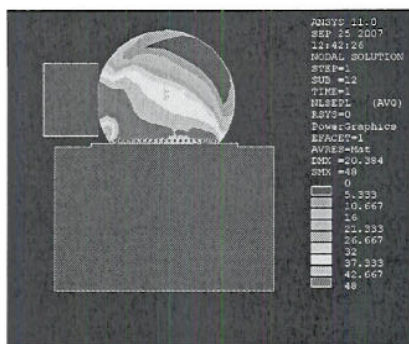 ANSYS 11.0
SEP 25 2007
12:42:26
NODAL SOLUTION
STEP=1
SUB =12
TIME=1
NLSEPL (AVG)
RSYS=0
PowerGraphics
EFACET=1
AVRES=Mat
DMX =20.384
SMX =48
0
5.333
10.667
16
21.333
26.667
32
37.333
42.667
48